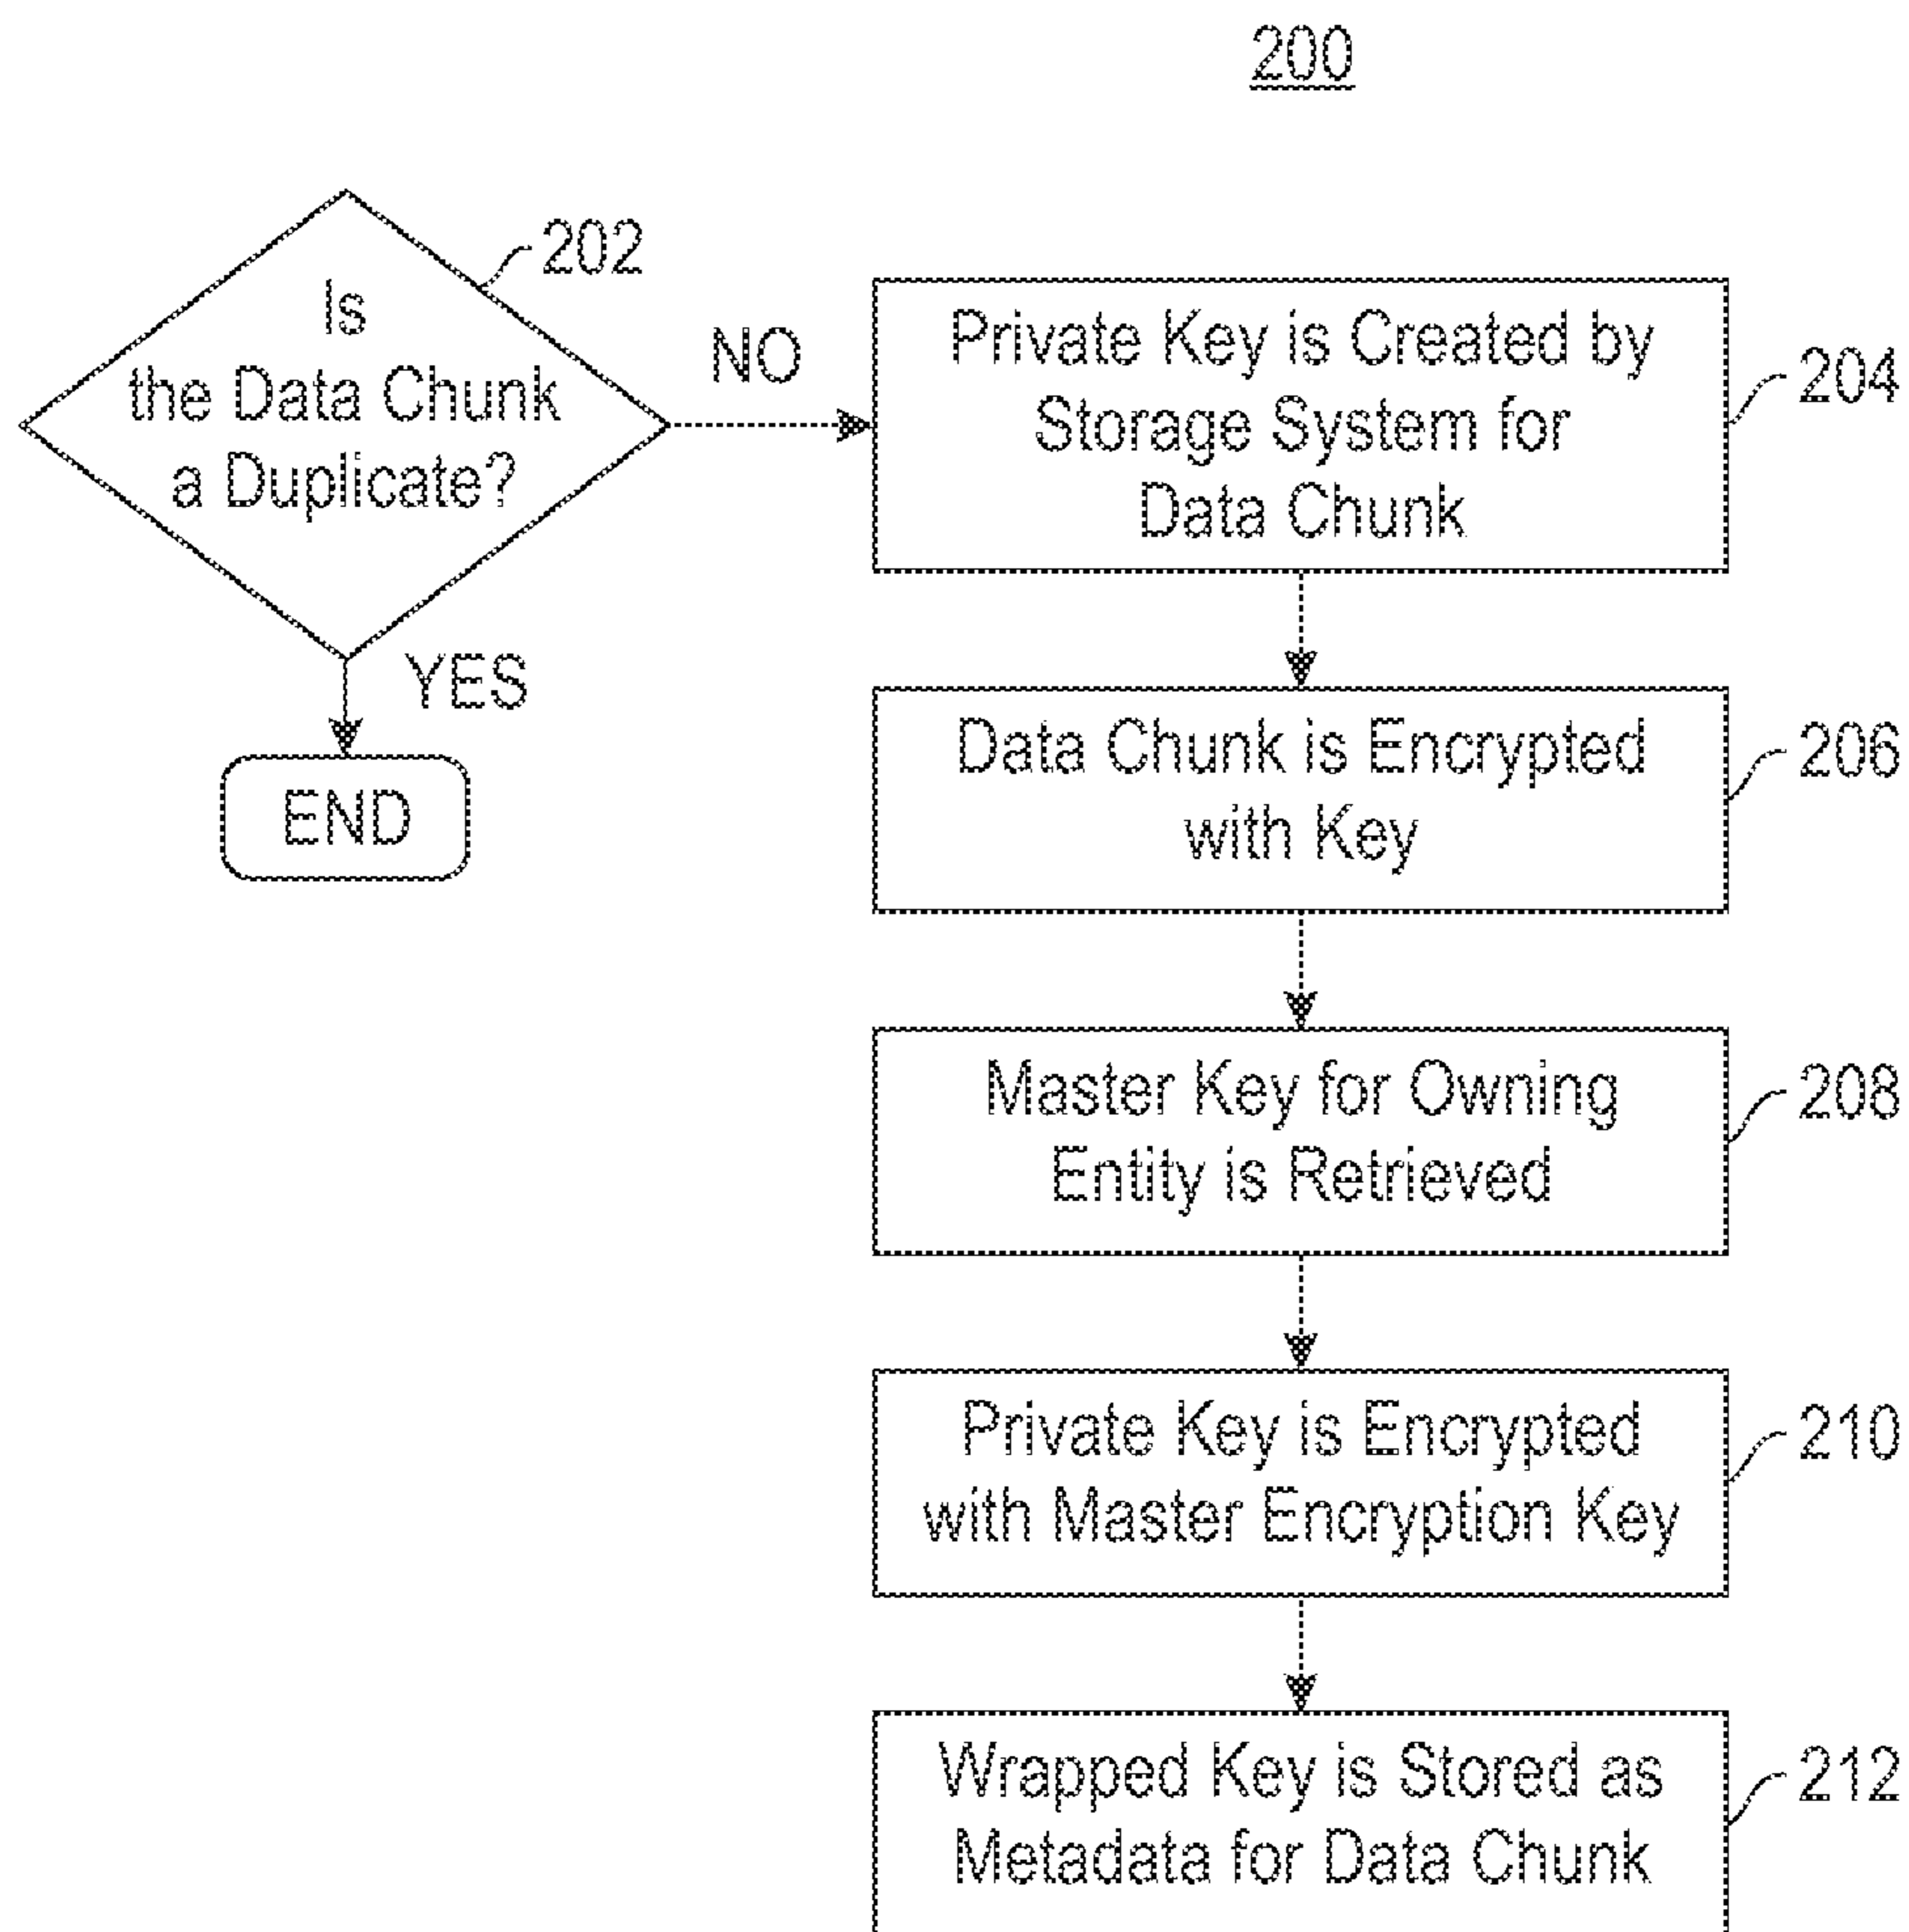 200
202
Is
the Data Chunk
a Duplicate?
NO
YES
END
Private Key is Created by
Storage System for
Data Chunk
204
Data Chunk is Encrypted
with Key
206
Master Key for Owning
Entity is Retrieved
208
Private Key is Encrypted
with Master Encryption Key
210
Wrapped Key is Stored as
Metadata for Data Chunk
212